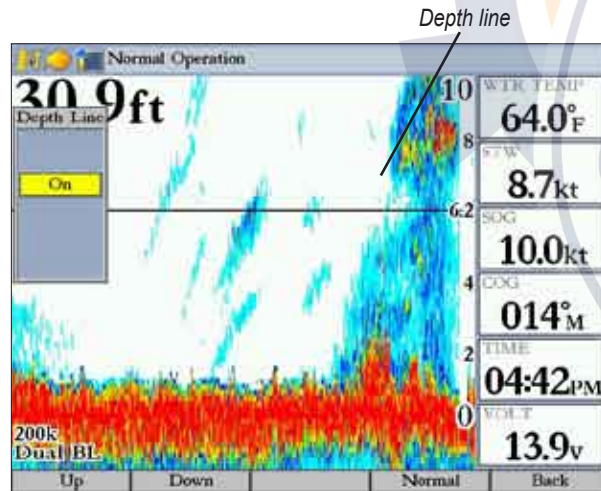 Depth line
Normal Operation
30.9ft
Depth Line
On
10
8
6.2
4
2
0
200k
Dual BL
WTR TEMP
64.0°F
STW
8.7kt
SOG
10.0kt
COG
014°M
TIME
04:42PM
VOLT
13.9v
Up
Down
Normal
Back